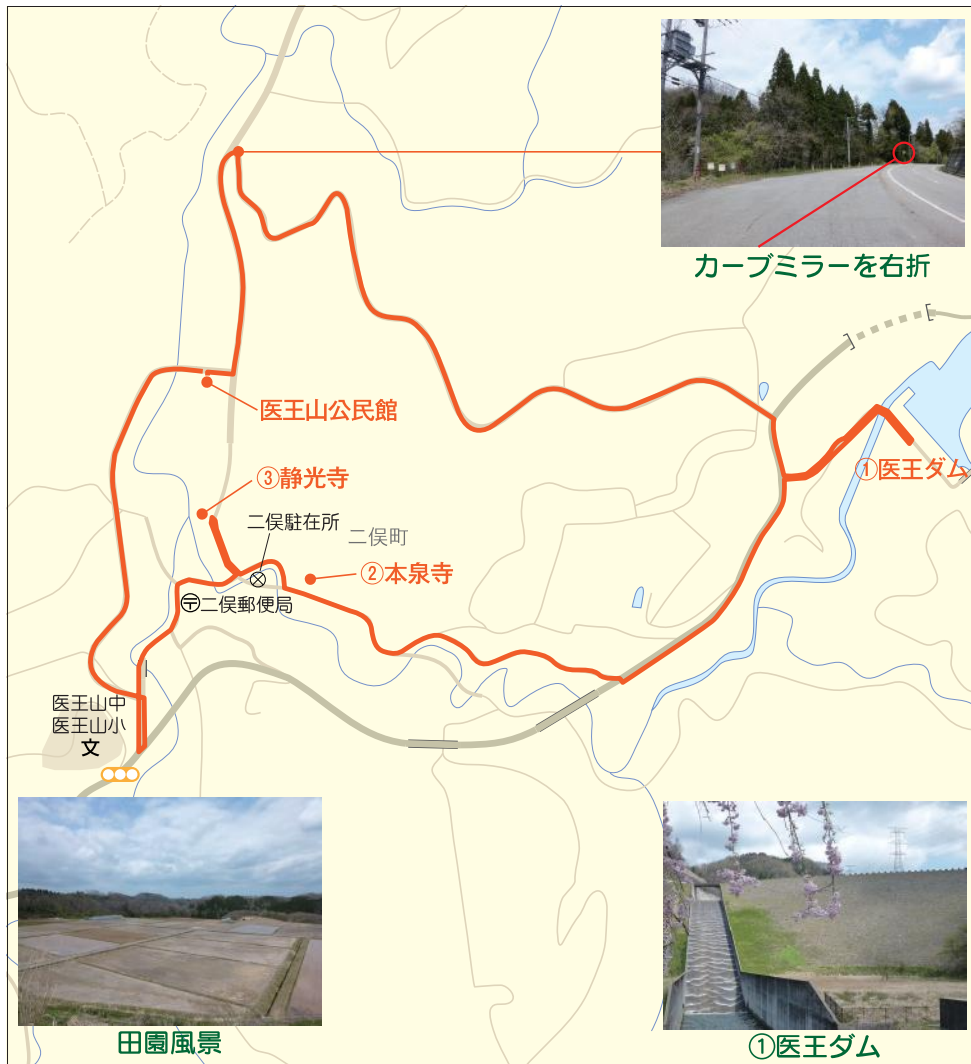 カーブミラーを右折
医王山公民館
①医王ダム
③静光寺
二俣駐在所
二俣町
②本泉寺
〶二俣郵便局
医王山中
医王山小
文
田園風景
①医王ダム